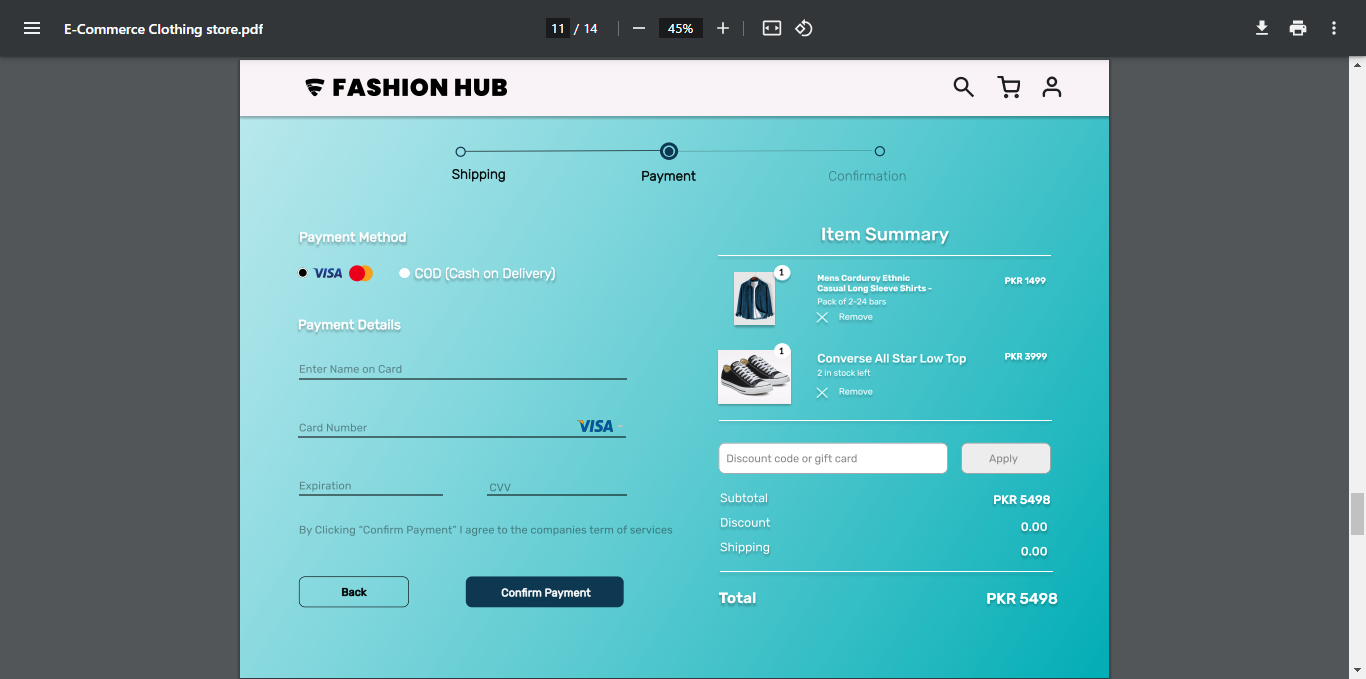 E-Commerce Clothing store.pdf
11 / 14
45%
FASHION HUB
Shipping
Payment
Confirmation
Payment Method
VISA
COD (Cash on Delivery)
Payment Details
Enter Name on Card
Card Number
VISA
Expiration
CVV
By Clicking "Confirm Payment" I agree to the companies term of services
Back
Confirm Payment
Item Summary
1
Mens Corduroy Ethnic
Casual Long Sleeve Shirts -
Pack of 2-24 bars
Remove
PKR 1499
1
Converse All Star Low Top
2 in stock left
Remove
PKR 3999
Discount code or gift card
Apply
Subtotal
PKR 5498
Discount
0.00
Shipping
0.00
Total
PKR 5498